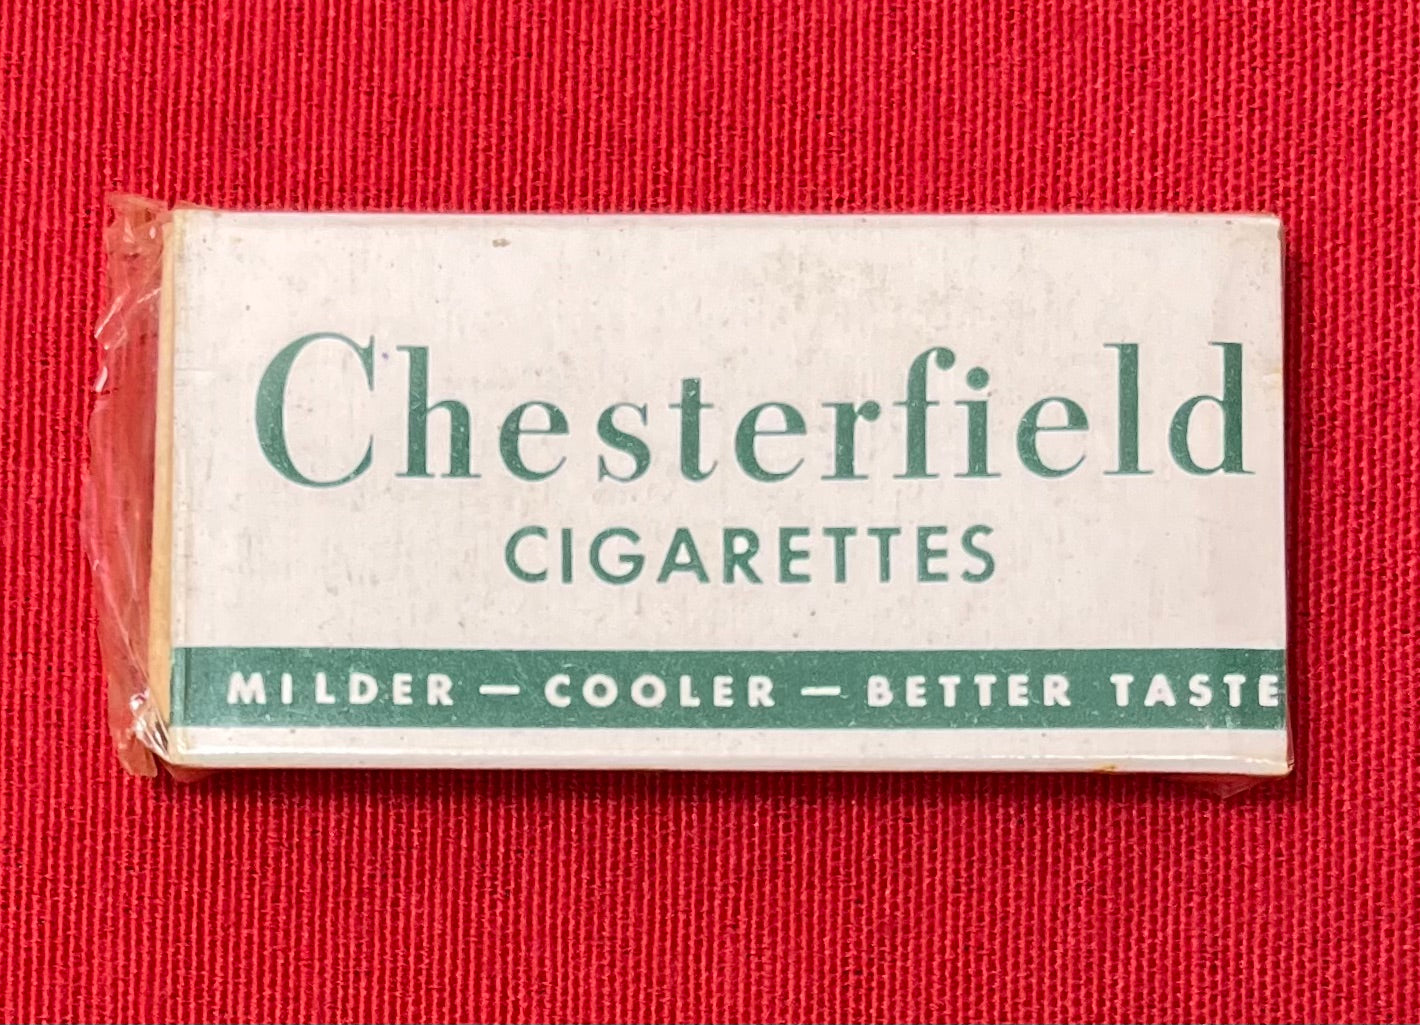 Chesterfield
CIGARETTES
MILDER — COOLER — BETTER TASTE